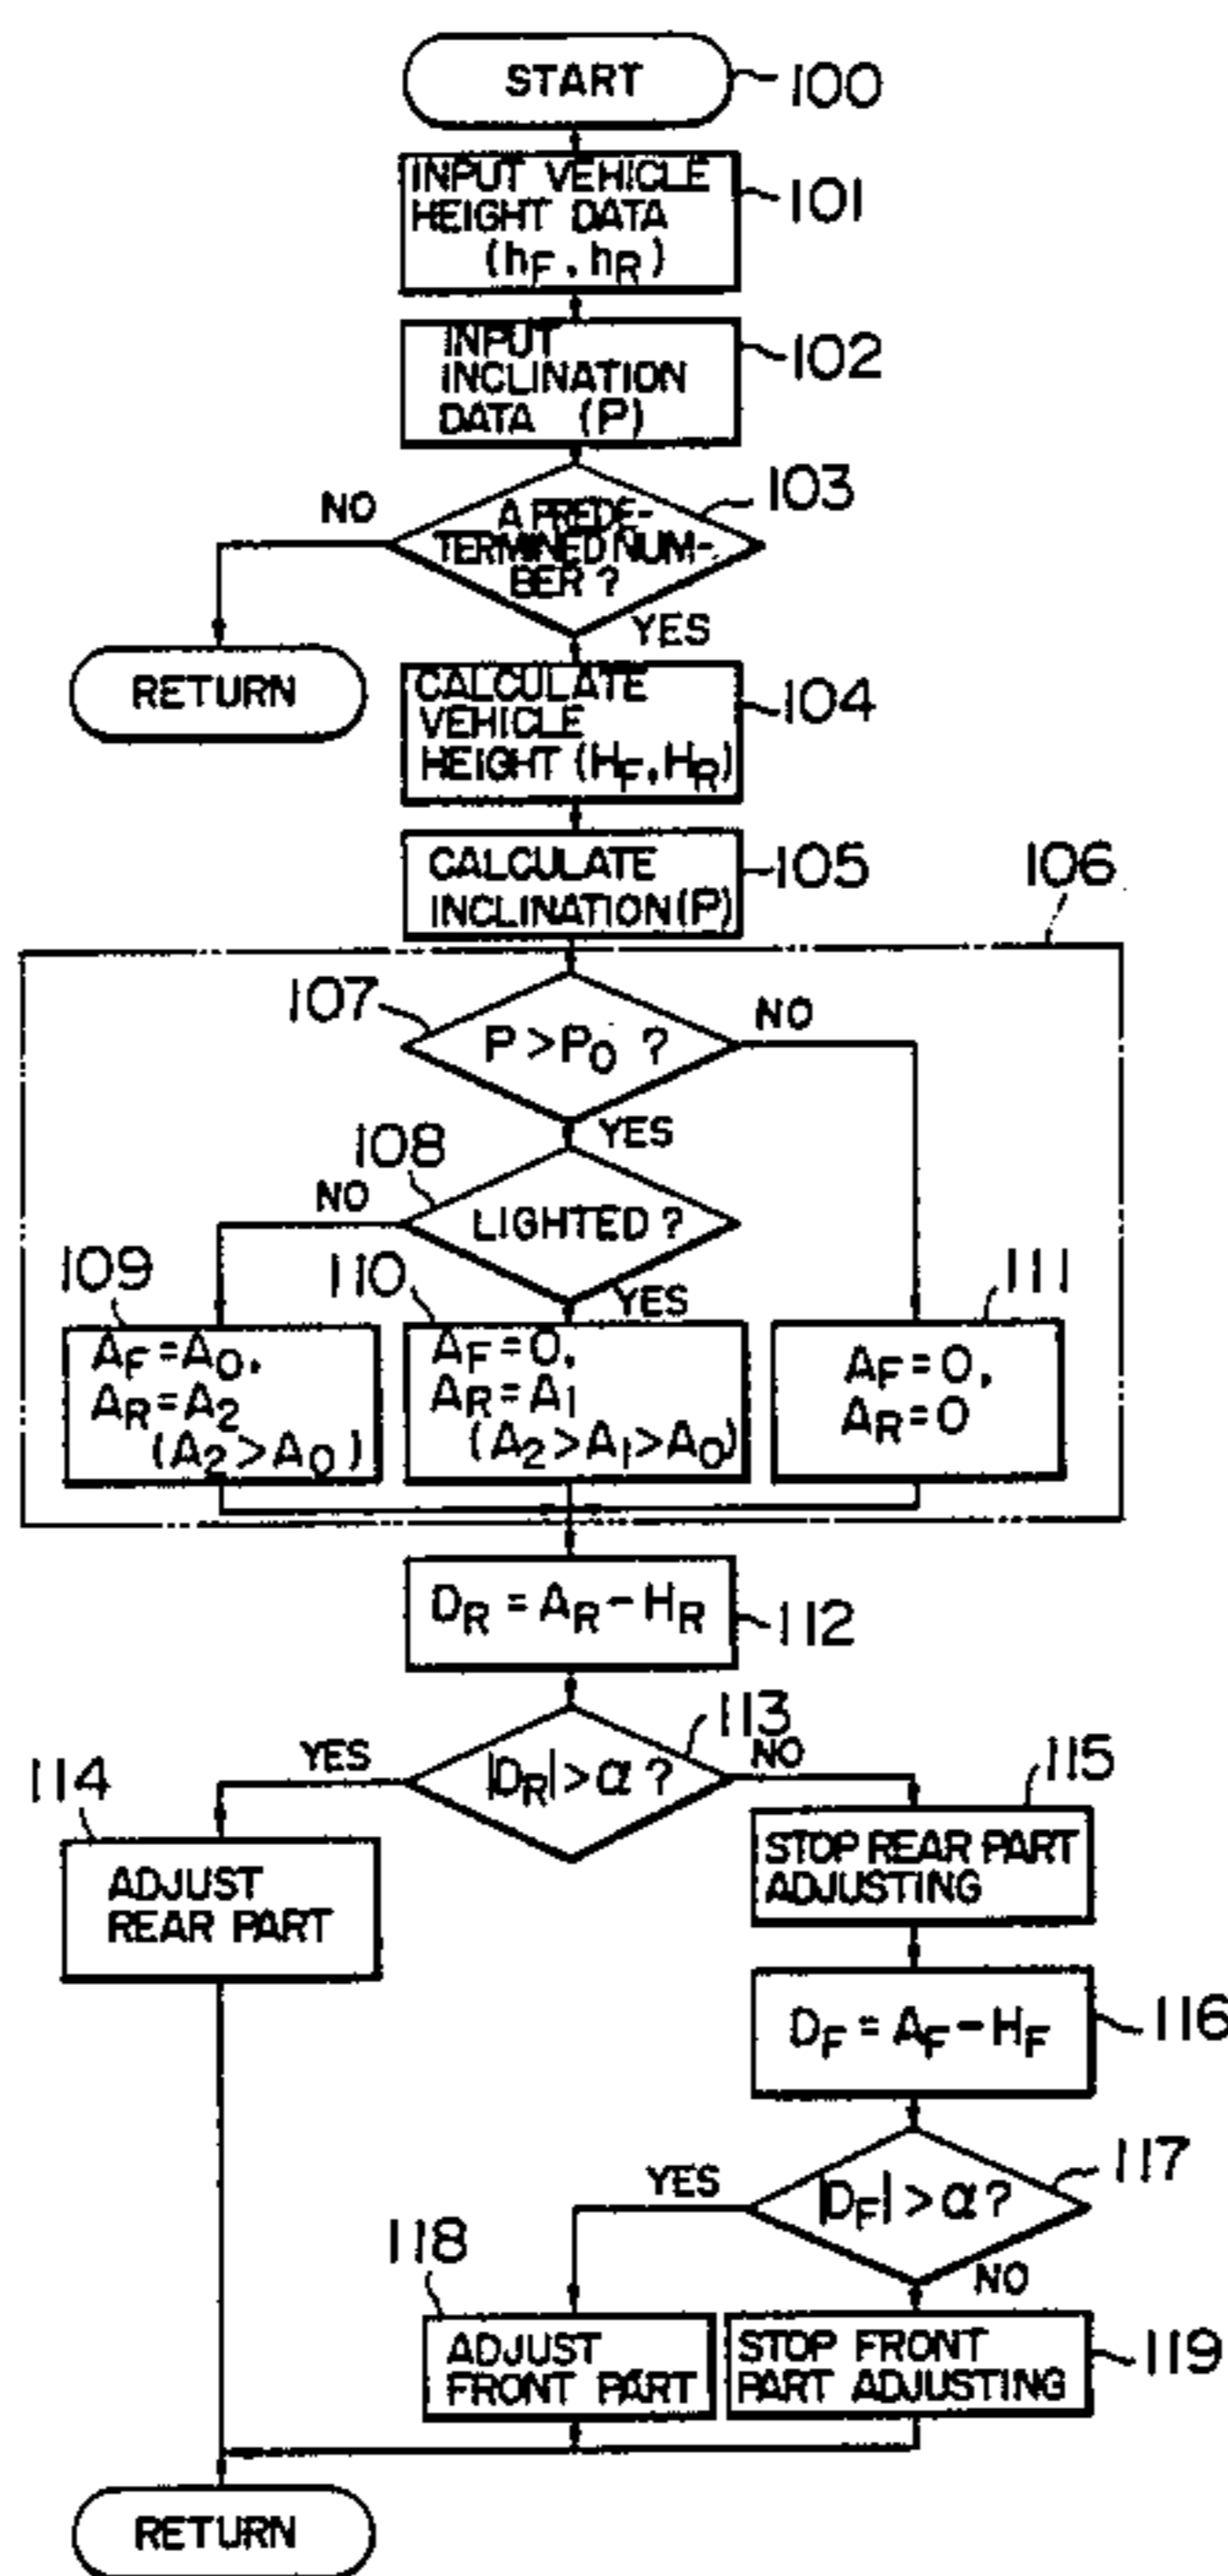 START
100
INPUT VEHICLE
HEIGHT DATA
(hF, hR)
101
INPUT
INCLINATION
DATA (P)
102
A PREDE-
TERMINED NUM-
BER ?
103
NO
YES
RETURN
CALCULATE
VEHICLE
HEIGHT (HF, HR)
104
CALCULATE
INCLINATION (P)
105
106
107
P > P0 ?
NO
YES
108
LIGHTED ?
NO
YES
109
AF = A0,
AR = A2
(A2 > A0)
110
AF = 0,
AR = A1
(A2 > A1 > A0)
111
AF = 0,
AR = 0
DR = AR - HR
112
|DR| > α ?
113
YES
NO
114
ADJUST
REAR PART
115
STOP REAR PART
ADJUSTING
DF = AF - HF
116
|DF| > α ?
117
YES
NO
118
ADJUST
FRONT PART
STOP FRONT
PART ADJUSTING
119
RETURN